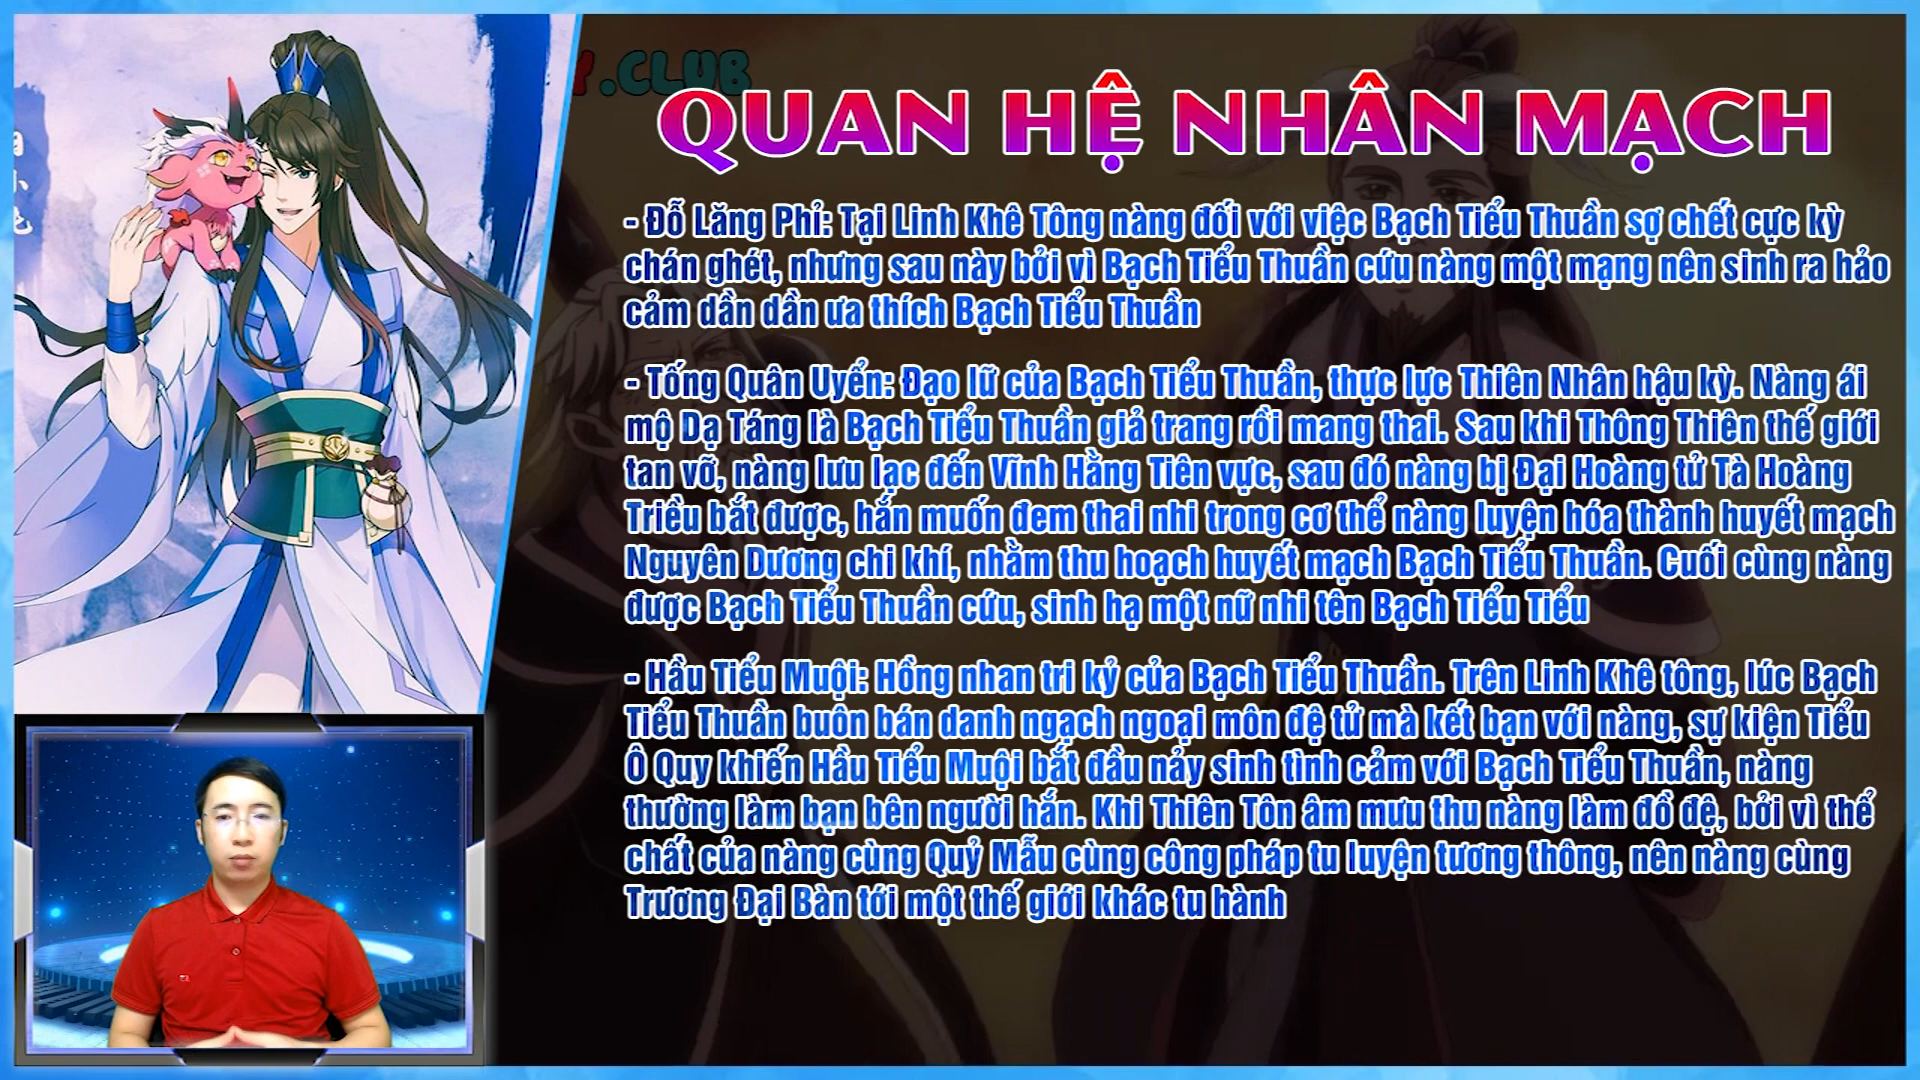 Y.CLUB
QUAN HỆ NHÂN MẠCH
- Đỗ Lăng Phỉ: Tại Linh Khê Tông nàng đối với việc Bạch Tiểu Thuần sợ chết cực kỳ
chán ghét, nhưng sau này bởi vì Bạch Tiểu Thuần cứu nàng một mạng nên sinh ra hảo
cảm dần dần ưa thích Bạch Tiểu Thuần
- Tống Quân Uyển: Đạo lữ của Bạch Tiểu Thuần, thực lực Thiên Nhân hậu kỳ. Nàng ái
mộ Dạ Táng là Bạch Tiểu Thuần giả trang rồi mang thai. Sau khi Thông Thiên thế giới
tan vỡ, nàng lưu lạc đến Vĩnh Hằng Tiên vực, sau đó nàng bị Đại Hoàng tử Tà Hoàng
Triều bắt được, hắn muốn đem thai nhi trong cơ thể nàng luyện hóa thành huyết mạch
Nguyên Dương chi khí, nhằm thu hoạch huyết mạch Bạch Tiểu Thuần. Cuối cùng nàng
được Bạch Tiểu Thuần cứu, sinh hạ một nữ nhi tên Bạch Tiểu Tiểu
- Hầu Tiểu Muội: Hồng nhan tri kỷ của Bạch Tiểu Thuần. Trên Linh Khê tông, lúc Bạch
Tiểu Thuần buôn bán danh ngạch ngoại môn đệ tử mà kết bạn với nàng, sự kiện Tiểu
Ô Quy khiến Hầu Tiểu Muội bắt đầu nảy sinh tình cảm với Bạch Tiểu Thuần, nàng
thường làm bạn bên người hắn. Khi Thiên Tôn âm mưu thu nàng làm đồ đệ, bởi vì thể
chất của nàng cùng Quỷ Mẫu cùng công pháp tu luyện tương thông, nên nàng cùng
Trương Đại Bàn tới một thế giới khác tu hành